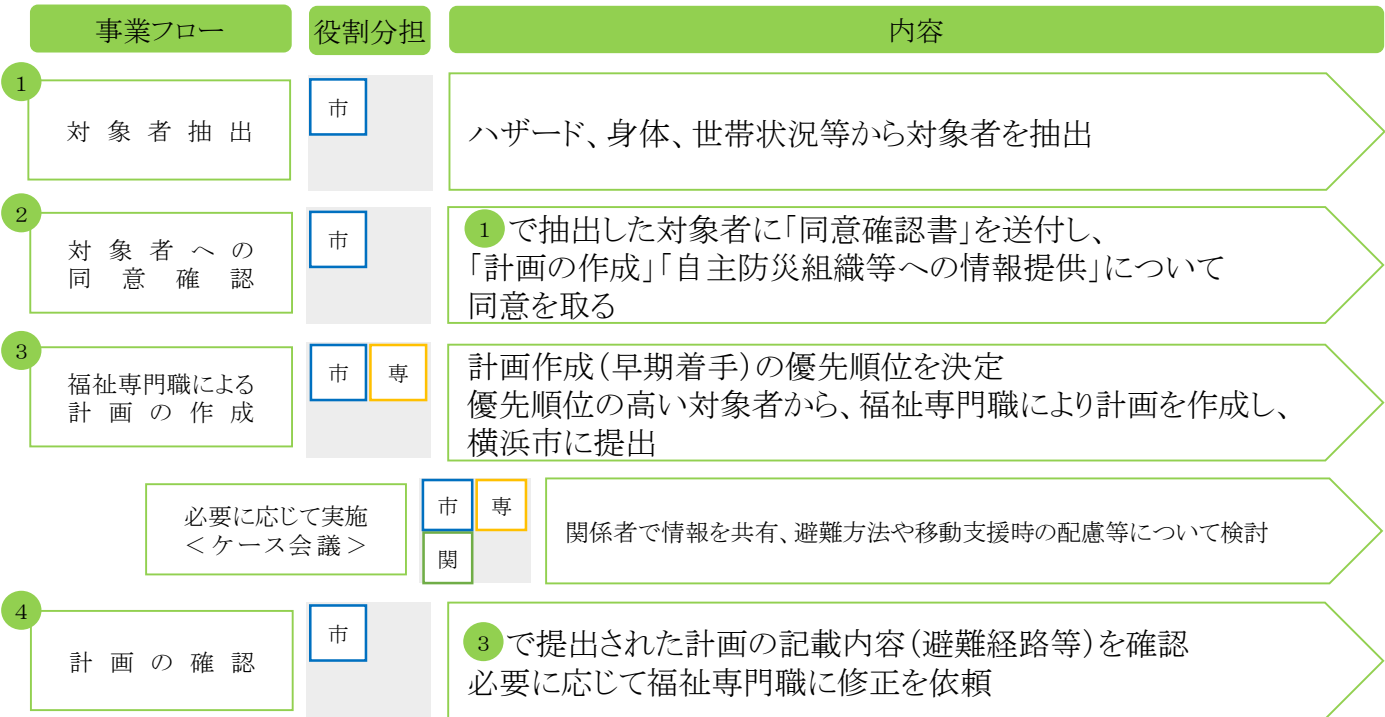 事業フロー 役割分担 内容
1
対象者抽出
市
ハザード、身体、世帯状況等から対象者を抽出
2
対象者への
同意確認
市
1で抽出した対象者に「同意確認書」を送付し、
「計画の作成」「自主防災組織等への情報提供」について
同意を取る
3
福祉専門職による
計画の作成
市 専
計画作成(早期着手)の優先順位を決定
優先順位の高い対象者から、福祉専門職により計画を作成し、
横浜市に提出
必要に応じて実施
<ケース会議>
市 専
関
関係者で情報を共有、避難方法や移動支援時の配慮等について検討
4
計画の確認
市
3で提出された計画の記載内容(避難経路等)を確認
必要に応じて福祉専門職に修正を依頼